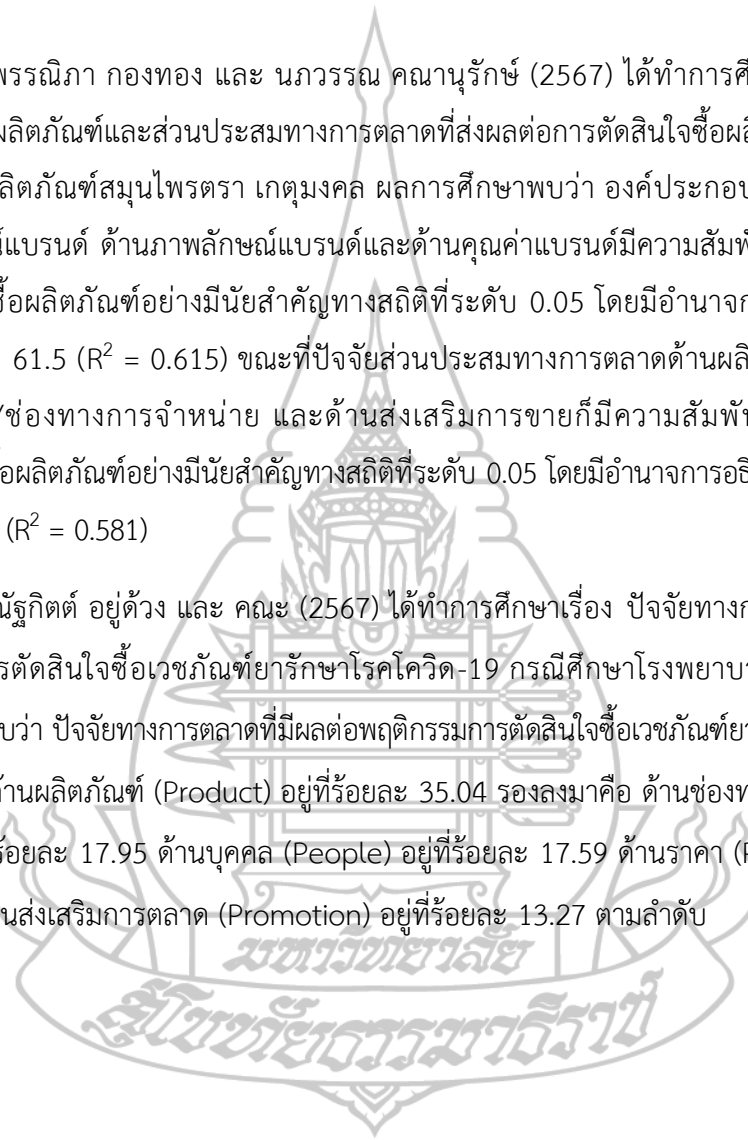 พรรณิภา กองทอง และ นภวรรณ คณานุรักษ์ (2567) ได้ทำการศึ
ผลิตภัณฑ์และส่วนประสมทางการตลาดที่ส่งผลต่อการตัดสินใจซื้อผลิ
ลิตภัณฑ์สมุนไพรตรา เกตุมงคล ผลการศึกษาพบว่า องค์ประกอบ
์แบรนด์ ด้านภาพลักษณ์แบรนด์และด้านคุณค่าแบรนด์มีความสัมพั
ซื้อผลิตภัณฑ์อย่างมีนัยสำคัญทางสถิติที่ระดับ 0.05 โดยมีอำนาจก
61.5 (R² = 0.615) ขณะที่ปัจจัยส่วนประสมทางการตลาดด้านผลิ
/ช่องทางการจำหน่าย และด้านส่งเสริมการขายก็มีความสัมพัน
ื้อผลิตภัณฑ์อย่างมีนัยสำคัญทางสถิติที่ระดับ 0.05 โดยมีอำนาจการอธิ
(R² = 0.581)
ณัฐกิตต์ อยู่ด้วง และ คณะ (2567) ได้ทำการศึกษาเรื่อง ปัจจัยทางก
รตัดสินใจซื้อเวชภัณฑ์ยารักษาโรคโควิด-19 กรณีศึกษาโรงพยาบา
บว่า ปัจจัยทางการตลาดที่มีผลต่อพฤติกรรมการตัดสินใจซื้อเวชภัณฑ์ยา
ด้านผลิตภัณฑ์ (Product) อยู่ที่ร้อยละ 35.04 รองลงมาคือ ด้านช่องท
ร้อยละ 17.95 ด้านบุคคล (People) อยู่ที่ร้อยละ 17.59 ด้านราคา (P
นส่งเสริมการตลาด (Promotion) อยู่ที่ร้อยละ 13.27 ตามลำดับ
มหาวิทยาลัย
สุโขทัยธรรมาธิราช